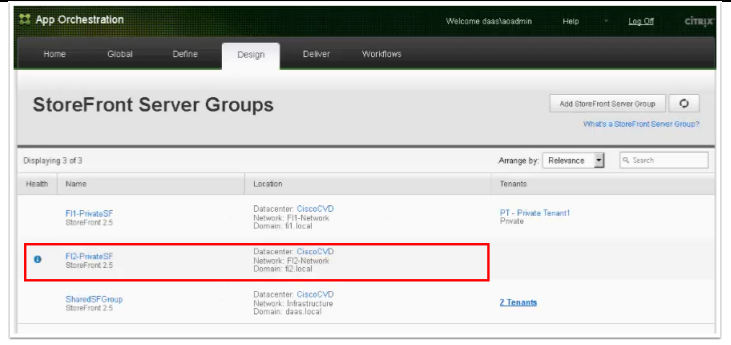 App Orchestration
Welcome daas\aoadmin Help Log Off CITRIX
Home Global Define Design Deliver Workflows
StoreFront Server Groups
Add StoreFront Server Group
What's a StoreFront Server Group?
Displaying 3 of 3
Arrange by: Relevance Search
Health Name Location Tenants
FI1-PrivateSF
StoreFront 2.5
Datacenter: CiscoCVD
Network: FI1-Network
Domain: fi1.local
PT - Private Tenant1
Private
FI2-PrivateSF
StoreFront 2.5
Datacenter: CiscoCVD
Network: FI2-Network
Domain: fi2.local
SharedSFGroup
StoreFront 2.5
Datacenter: CiscoCVD
Network: Infrastructure
Domain: daas.local
2 Tenants